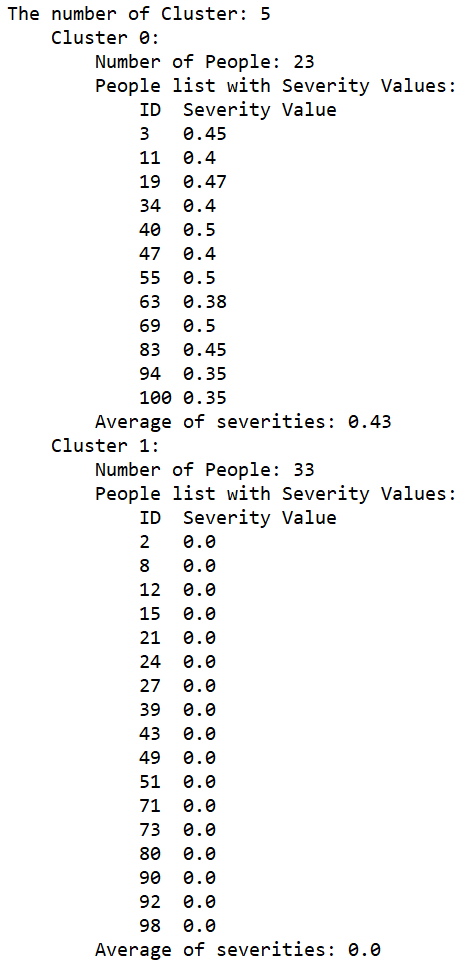 The number of Cluster: 5
Cluster 0:
Number of People: 23
People list with Severity Values:
ID Severity Value
3 0.45
11 0.4
19 0.47
34 0.4
40 0.5
47 0.4
55 0.5
63 0.38
69 0.5
83 0.45
94 0.35
100 0.35
Average of severities: 0.43
Cluster 1:
Number of People: 33
People list with Severity Values:
ID Severity Value
2 0.0
8 0.0
12 0.0
15 0.0
21 0.0
24 0.0
27 0.0
39 0.0
43 0.0
49 0.0
51 0.0
71 0.0
73 0.0
80 0.0
90 0.0
92 0.0
98 0.0
Average of severities: 0.0